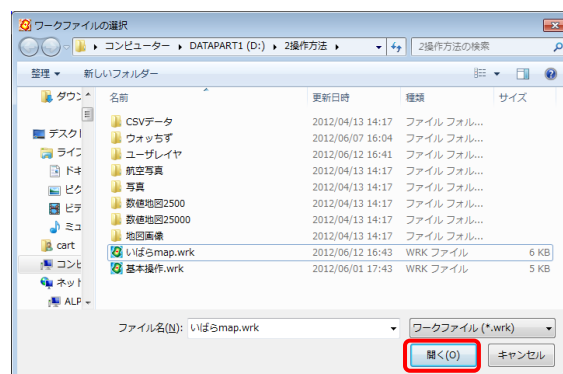 ワークファイルの選択
コンピューター ▸ DATAPART1 (D:) ▸ 2操作方法 ▸
2操作方法の検索
整理 ▼ 新しいフォルダー
名前 更新日時 種類 サイズ
CSVデータ 2012/04/13 14:17 ファイル フォル...
ウォッちず 2012/06/07 16:04 ファイル フォル...
ユーザレイヤ 2012/06/12 16:41 ファイル フォル...
航空写真 2012/04/13 14:17 ファイル フォル...
写真 2012/04/13 14:17 ファイル フォル...
数値地図2500 2012/04/13 14:17 ファイル フォル...
数値地図25000 2012/04/13 14:17 ファイル フォル...
地図画像 2012/04/13 14:17 ファイル フォル...
いばらmap.wrk 2012/06/12 16:43 WRK ファイル 6 KB
基本操作.wrk 2012/06/01 17:43 WRK ファイル 5 KB
ダウン
デスク
ライブ
ドキ
ピク
ビデ
ミュ
cart
コンピ
ネット
ALP
ファイル名(N): いばらmap.wrk
ワークファイル (*.wrk)
開く(O) キャンセル